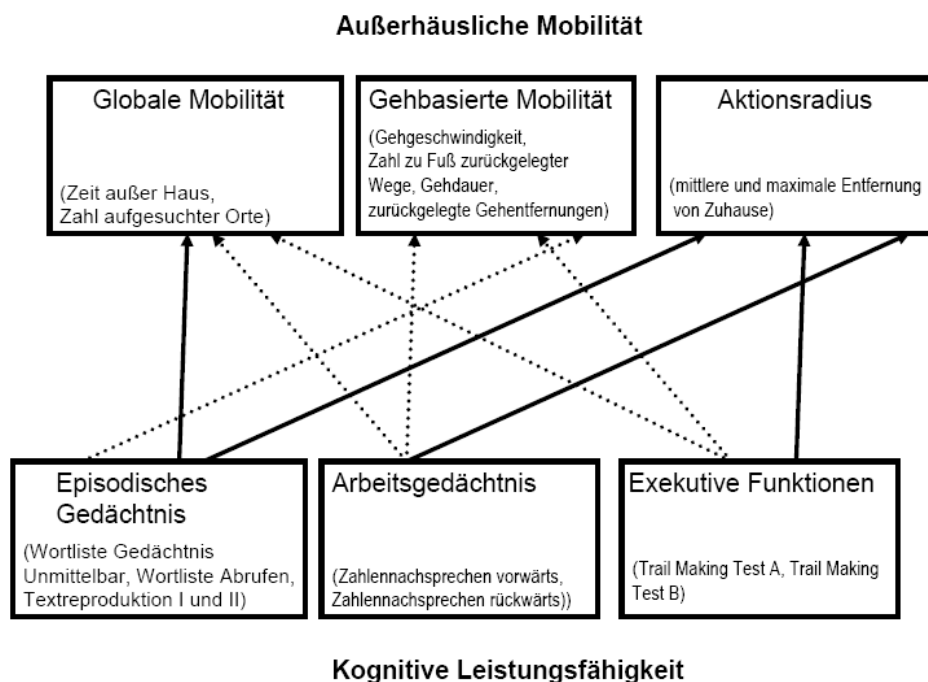 Außerhäusliche Mobilität
Globale Mobilität
(Zeit außer Haus,
Zahl aufgesuchter Orte)
Gehbasierte Mobilität
(Gehgeschwindigkeit,
Zahl zu Fuß zurückgelegter
Wege, Gehdauer,
zurückgelegte Gehentfernungen)
Aktionsradius
(mittlere und maximale Entfernung
von Zuhause)
Episodisches
Gedächtnis
(Wortliste Gedächtnis
Unmittelbar, Wortliste Abrufen,
Textreproduktion I und II)
Arbeitsgedächtnis
(Zahlennachsprechen vorwärts,
Zahlennachsprechen rückwärts))
Exekutive Funktionen
(Trail Making Test A, Trail Making
Test B)
Kognitive Leistungsfähigkeit